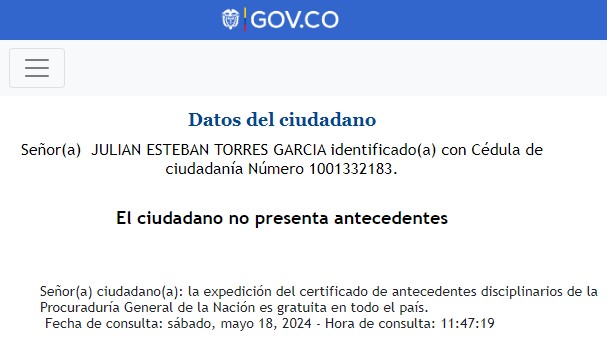 GOV.CO
Datos del ciudadano
Señor(a) JULIAN ESTEBAN TORRES GARCIA identificado(a) con Cédula de
ciudadanía Número 1001332183.
El ciudadano no presenta antecedentes
Señor(a) ciudadano(a): la expedición del certificado de antecedentes disciplinarios de la
Procuraduría General de la Nación es gratuita en todo el país.
Fecha de consulta: sábado, mayo 18, 2024 - Hora de consulta: 11:47:19